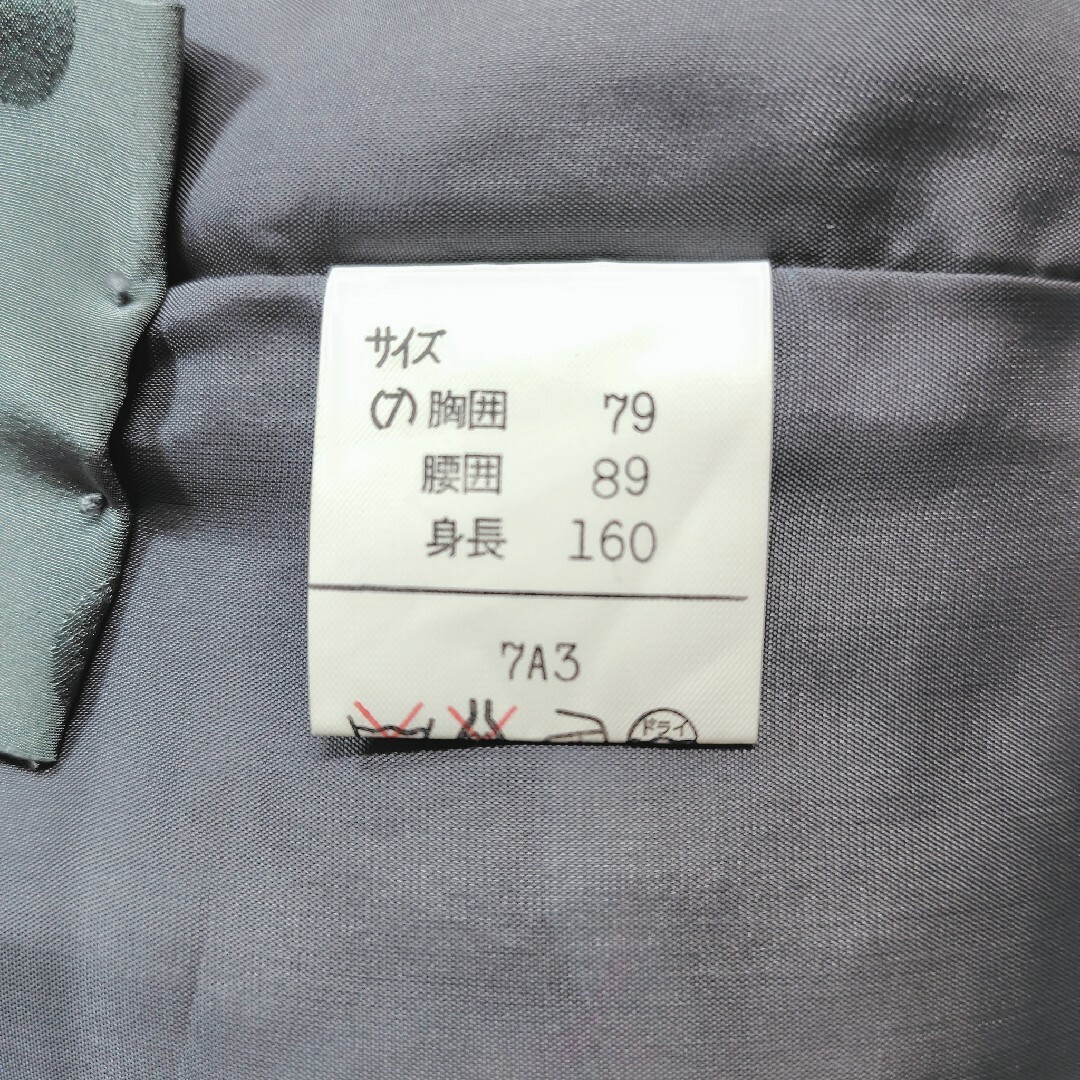 サイズ
(7) 胸囲 79
腰囲 89
身長 160
7A3
ドライ